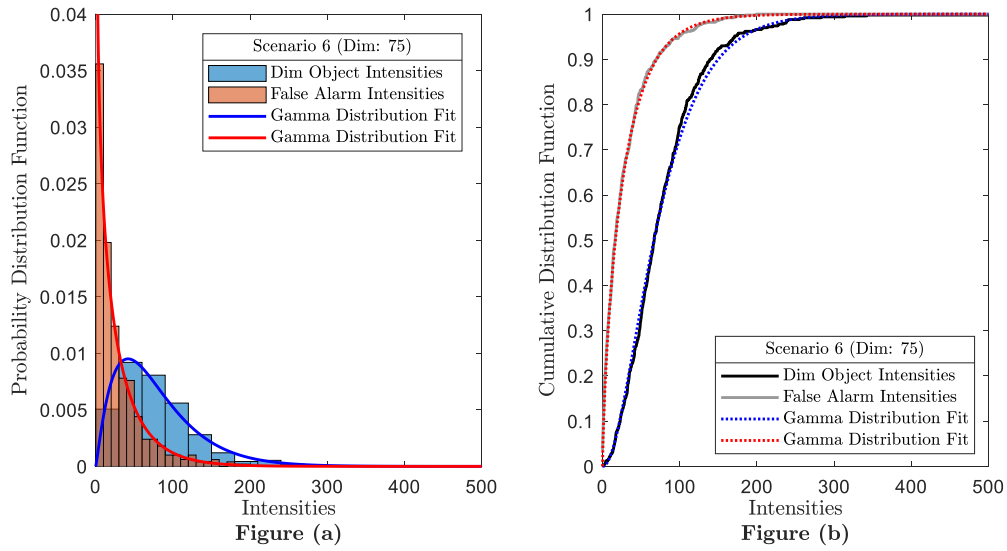 0.04
0.035
0.03
0.025
0.02
0.015
0.01
0.005
0
Probability Distribution Function
Scenario 6 (Dim: 75)
Dim Object Intensities
False Alarm Intensities
Gamma Distribution Fit
Gamma Distribution Fit
0 100 200 300 400 500
Intensities
Figure (a)
1
0.9
0.8
0.7
0.6
0.5
0.4
0.3
0.2
0.1
0
Cumulative Distribution Function
Scenario 6 (Dim: 75)
Dim Object Intensities
False Alarm Intensities
Gamma Distribution Fit
Gamma Distribution Fit
0 100 200 300 400 500
Intensities
Figure (b)